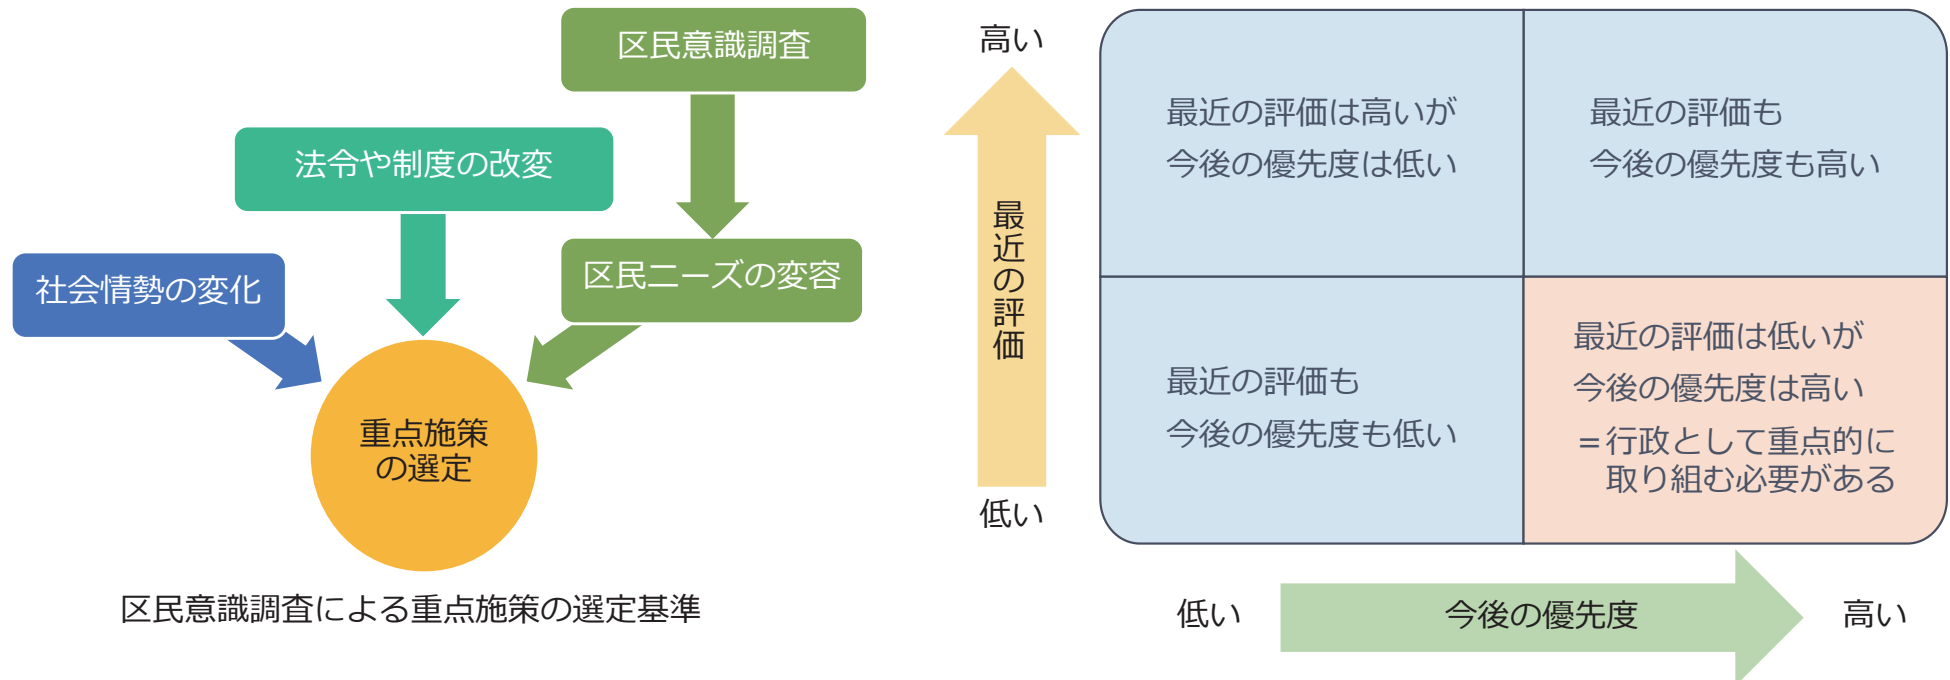 区民意識調査
法令や制度の改変
社会情勢の変化
区民ニーズの変容
重点施策
の選定
区民意識調査による重点施策の選定基準
高い
最近の評価
低い
最近の評価は高いが
今後の優先度は低い
最近の評価も
今後の優先度も高い
最近の評価も
今後の優先度も低い
最近の評価は低いが
今後の優先度は高い
＝行政として重点的に
取り組む必要がある
低い
今後の優先度
高い